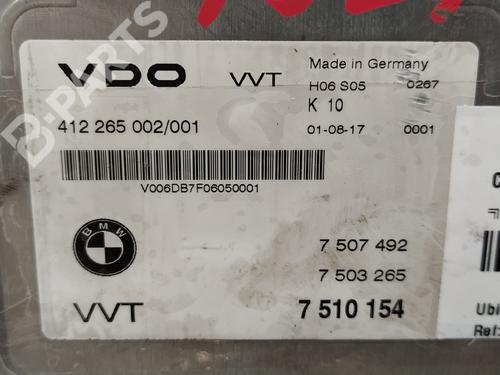 B-PARTS
VDO VVT
Made in Germany
H06 S05 0267
K 10
412 265 002/001
01-08-17 0001
V006DB7F06050001
BMW
7 507 492
7 503 265
VVT 7 510 154
C
Ubi
Ref: